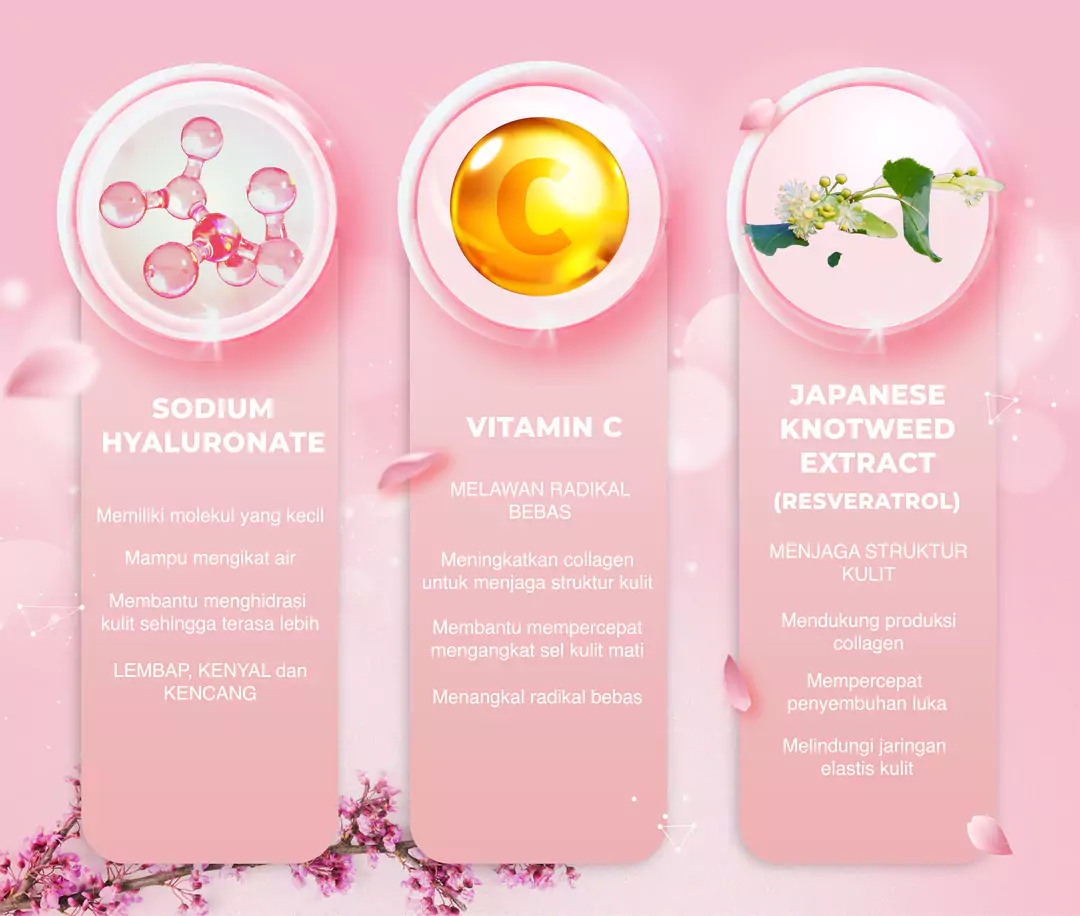 SODIUM
HYALURONATE
Memiliki molekul yang kecil
Mampu mengikat air
Membantu menghidrasi
kulit sehingga terasa lebih
LEMBAP, KENYAL dan
KENCANG
C
VITAMIN C
MELAWAN RADIKAL
BEBAS
Meningkatkan collagen
untuk menjaga struktur kulit
Membantu mempercepat
mengangkat sel kulit mati
Menangkal radikal bebas
JAPANESE
KNOTWEED
EXTRACT
(RESVERATROL)
MENJAGA STRUKTUR
KULIT
Mendukung produksi
collagen
Mempercepat
penyembuhan luka
Melindungi jaringan
elastis kulit